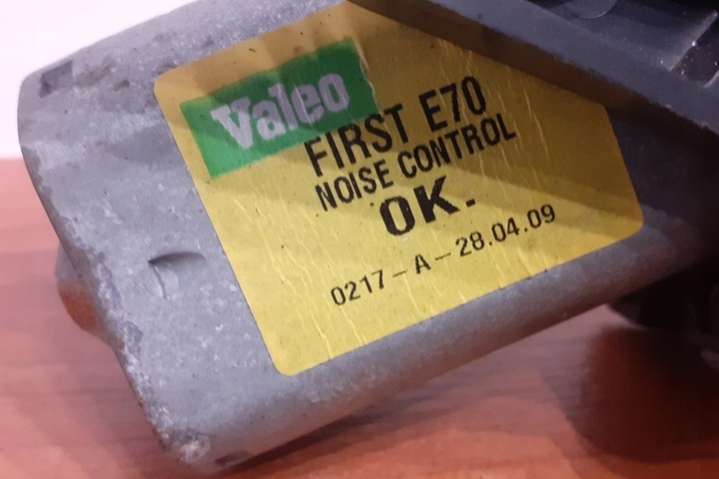 Valeo
FIRST E70
NOISE CONTROL
OK.
0217-A-28.04.09